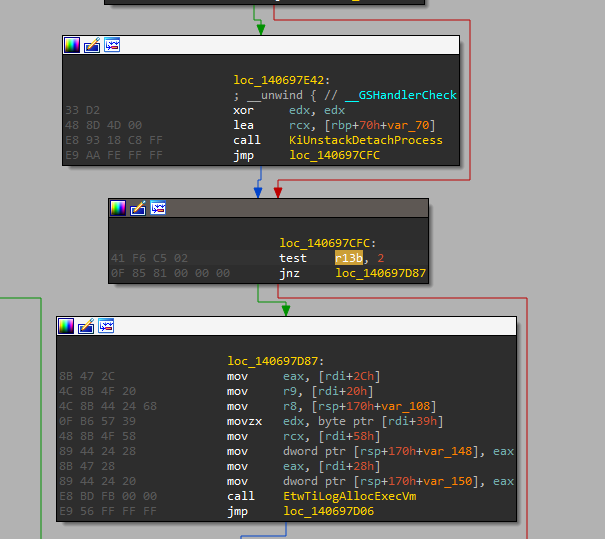 loc_140697E42:
; __unwind { // __GSHandlerCheck
33 D2 xor edx, edx
48 8D 4D 00 lea rcx, [rbp+70h+var_70]
E8 93 18 C8 FF call KiUnstackDetachProcess
E9 AA FE FF FF jmp loc_140697CFC
loc_140697CFC:
41 F6 C5 02 test r13b, 2
0F 85 81 00 00 00 jnz loc_140697D87
loc_140697D87:
8B 47 2C mov eax, [rdi+2Ch]
4C 8B 4F 20 mov r9, [rdi+20h]
4C 8B 44 24 68 mov r8, [rsp+170h+var_108]
0F B6 57 39 movzx edx, byte ptr [rdi+39h]
48 8B 4F 58 mov rcx, [rdi+58h]
89 44 24 28 mov dword ptr [rsp+170h+var_148], eax
8B 47 28 mov eax, [rdi+28h]
89 44 24 20 mov dword ptr [rsp+170h+var_150], eax
E8 BD FB 00 00 call EtwTiLogAllocExecVm
E9 56 FF FF FF jmp loc_140697D06